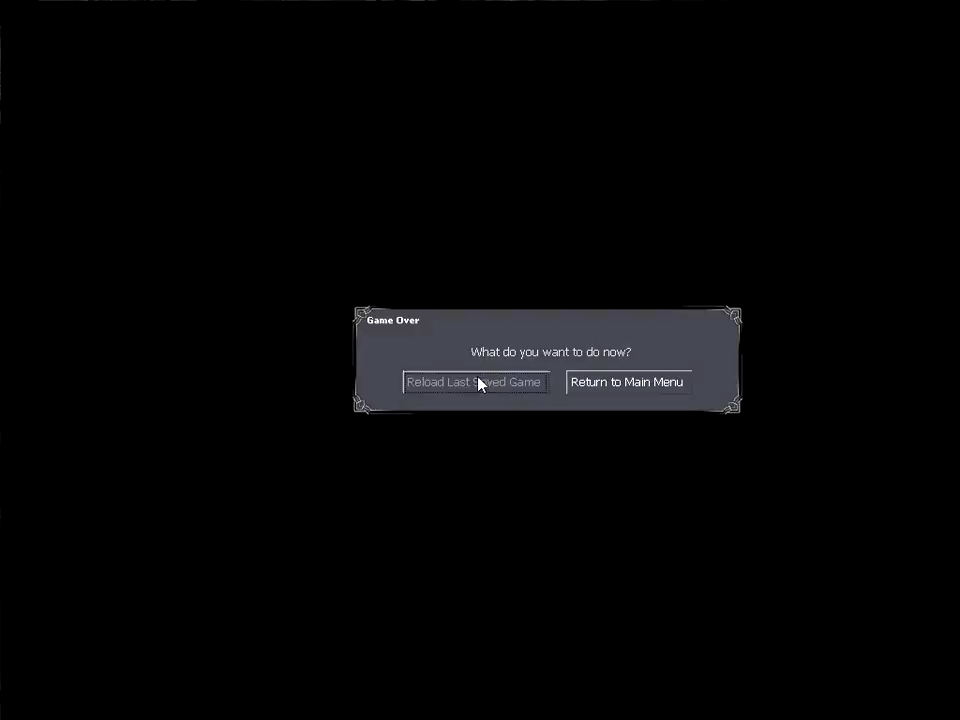 Game Over
What do you want to do now?
Reload Last Saved Game
Return to Main Menu